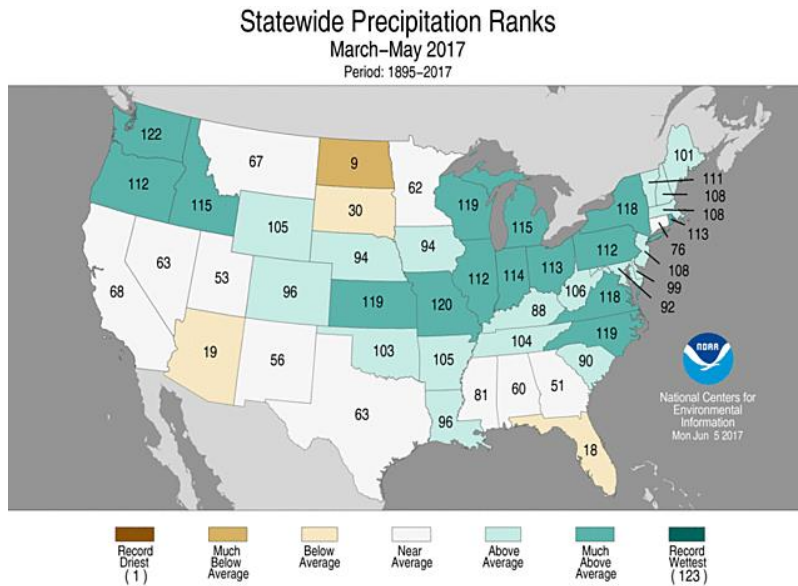 Statewide Precipitation Ranks
March–May 2017
Period: 1895–2017
122
67
9
62
101
111
108
108
113
76
108
99
92
112
115
105
30
119
115
118
94
94
112
114
113
112
106
118
68
63
53
96
119
120
88
104
119
19
56
103
105
90
63
96
81
60
51
18
NOAA
National Centers for
Environmental
Information
Mon Jun 5 2017
Record
Driest
(1)
Much
Below
Average
Below
Average
Near
Average
Above
Average
Much
Above
Average
Record
Wettest
(123)